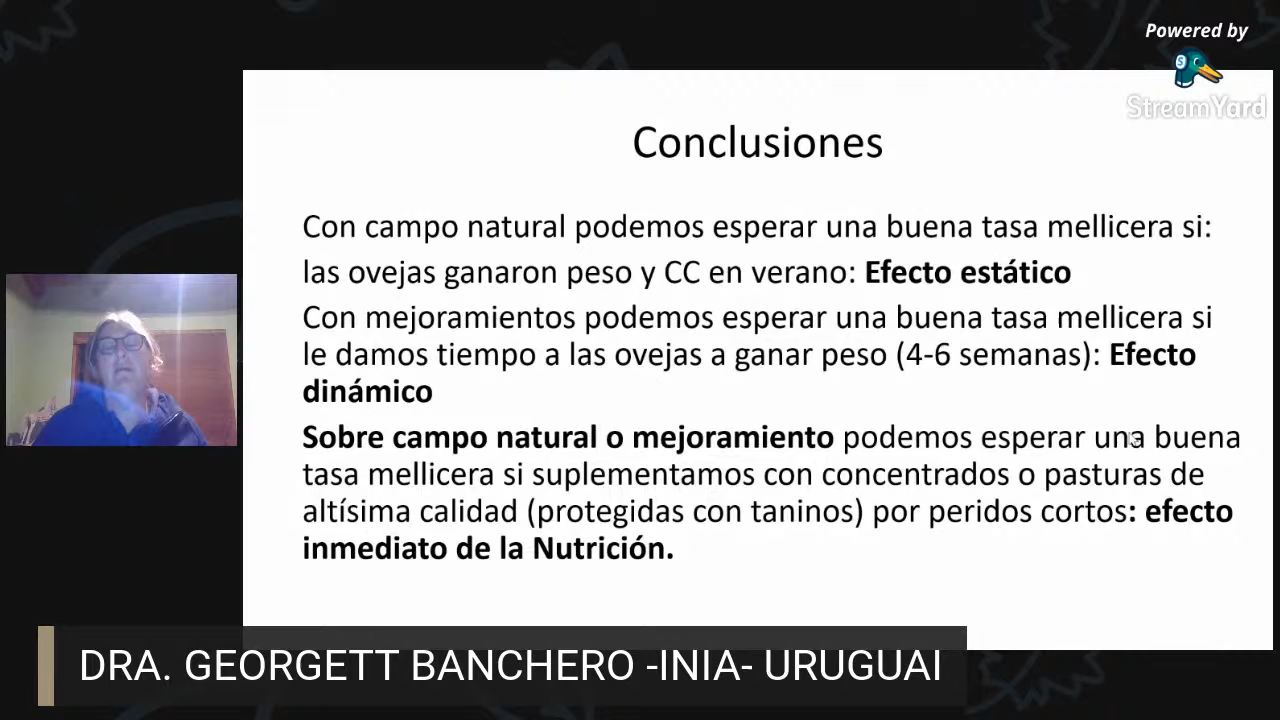 Powered by
StreamYard
Conclusiones
Con campo natural podemos esperar una buena tasa mellicera si:
las ovejas ganaron peso y CC en verano: Efecto estático
Con mejoramientos podemos esperar una buena tasa mellicera si
le damos tiempo a las ovejas a ganar peso (4-6 semanas): Efecto
dinámico
Sobre campo natural o mejoramiento podemos esperar una buena
tasa mellicera si suplementamos con concentrados o pasturas de
altísima calidad (protegidas con taninos) por peridos cortos: efecto
inmediato de la Nutrición.
DRA. GEORGETT BANCHERO -INIA- URUGUAI